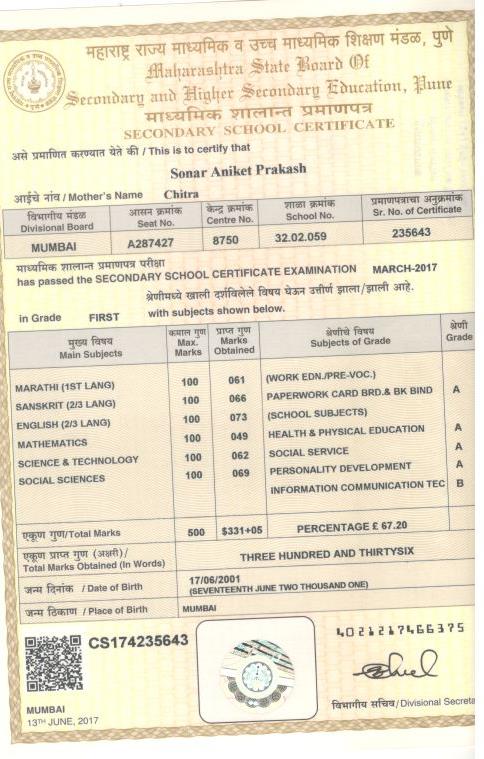 महाराष्ट्र राज्य माध्यमिक व उच्च माध्यमिक शिक्षण मंडळ, पुणे
Maharashtra State Board Of
Secondary and Higher Secondary Education, Pune
माध्यमिक शालान्त प्रमाणपत्र
SECONDARY SCHOOL CERTIFICATE
असे प्रमाणित करण्यात येते की / This is to certify that
Sonar Aniket Prakash
आईचे नांव / Mother's Name Chitra
विभागीय मंडळ Divisional Board आसन क्रमांक Seat No. केन्द्र क्रमांक Centre No. शाळा क्रमांक School No. प्रमाणपत्राचा अनुक्रमांक Sr. No. of Certificate
MUMBAI A287427 8750 32.02.059 235643
माध्यमिक शालान्त प्रमाणपत्र परीक्षा
has passed the SECONDARY SCHOOL CERTIFICATE EXAMINATION MARCH-2017
श्रेणीमध्ये खाली दर्शविलेले विषय घेऊन उत्तीर्ण झाला/झाली आहे.
in Grade FIRST with subjects shown below.
मुख्य विषय Main Subjects कमाल गुण Max. Marks प्राप्त गुण Marks Obtained श्रेणीचे विषय Subjects of Grade श्रेणी Grade
MARATHI (1ST LANG) 100 061 (WORK EDN./PRE-VOC.)
SANSKRIT (2/3 LANG) 100 066 PAPERWORK CARD BRD.& BK BIND A
ENGLISH (2/3 LANG) 100 073 (SCHOOL SUBJECTS)
MATHEMATICS 100 049 HEALTH & PHYSICAL EDUCATION A
SCIENCE & TECHNOLOGY 100 062 SOCIAL SERVICE A
SOCIAL SCIENCES 100 069 PERSONALITY DEVELOPMENT A
INFORMATION COMMUNICATION TEC B
एकूण गुण/Total Marks 500 $331+05 PERCENTAGE £ 67.20
एकूण प्राप्त गुण (अक्षरी)/
Total Marks Obtained (In Words) THREE HUNDRED AND THIRTYSIX
जन्म दिनांक / Date of Birth 17/06/2001
(SEVENTEENTH JUNE TWO THOUSAND ONE)
जन्म ठिकाण / Place of Birth MUMBAI
CS174235643
4021217466375
MUMBAI
13TH JUNE, 2017
विभागीय सचिव/Divisional Secreta